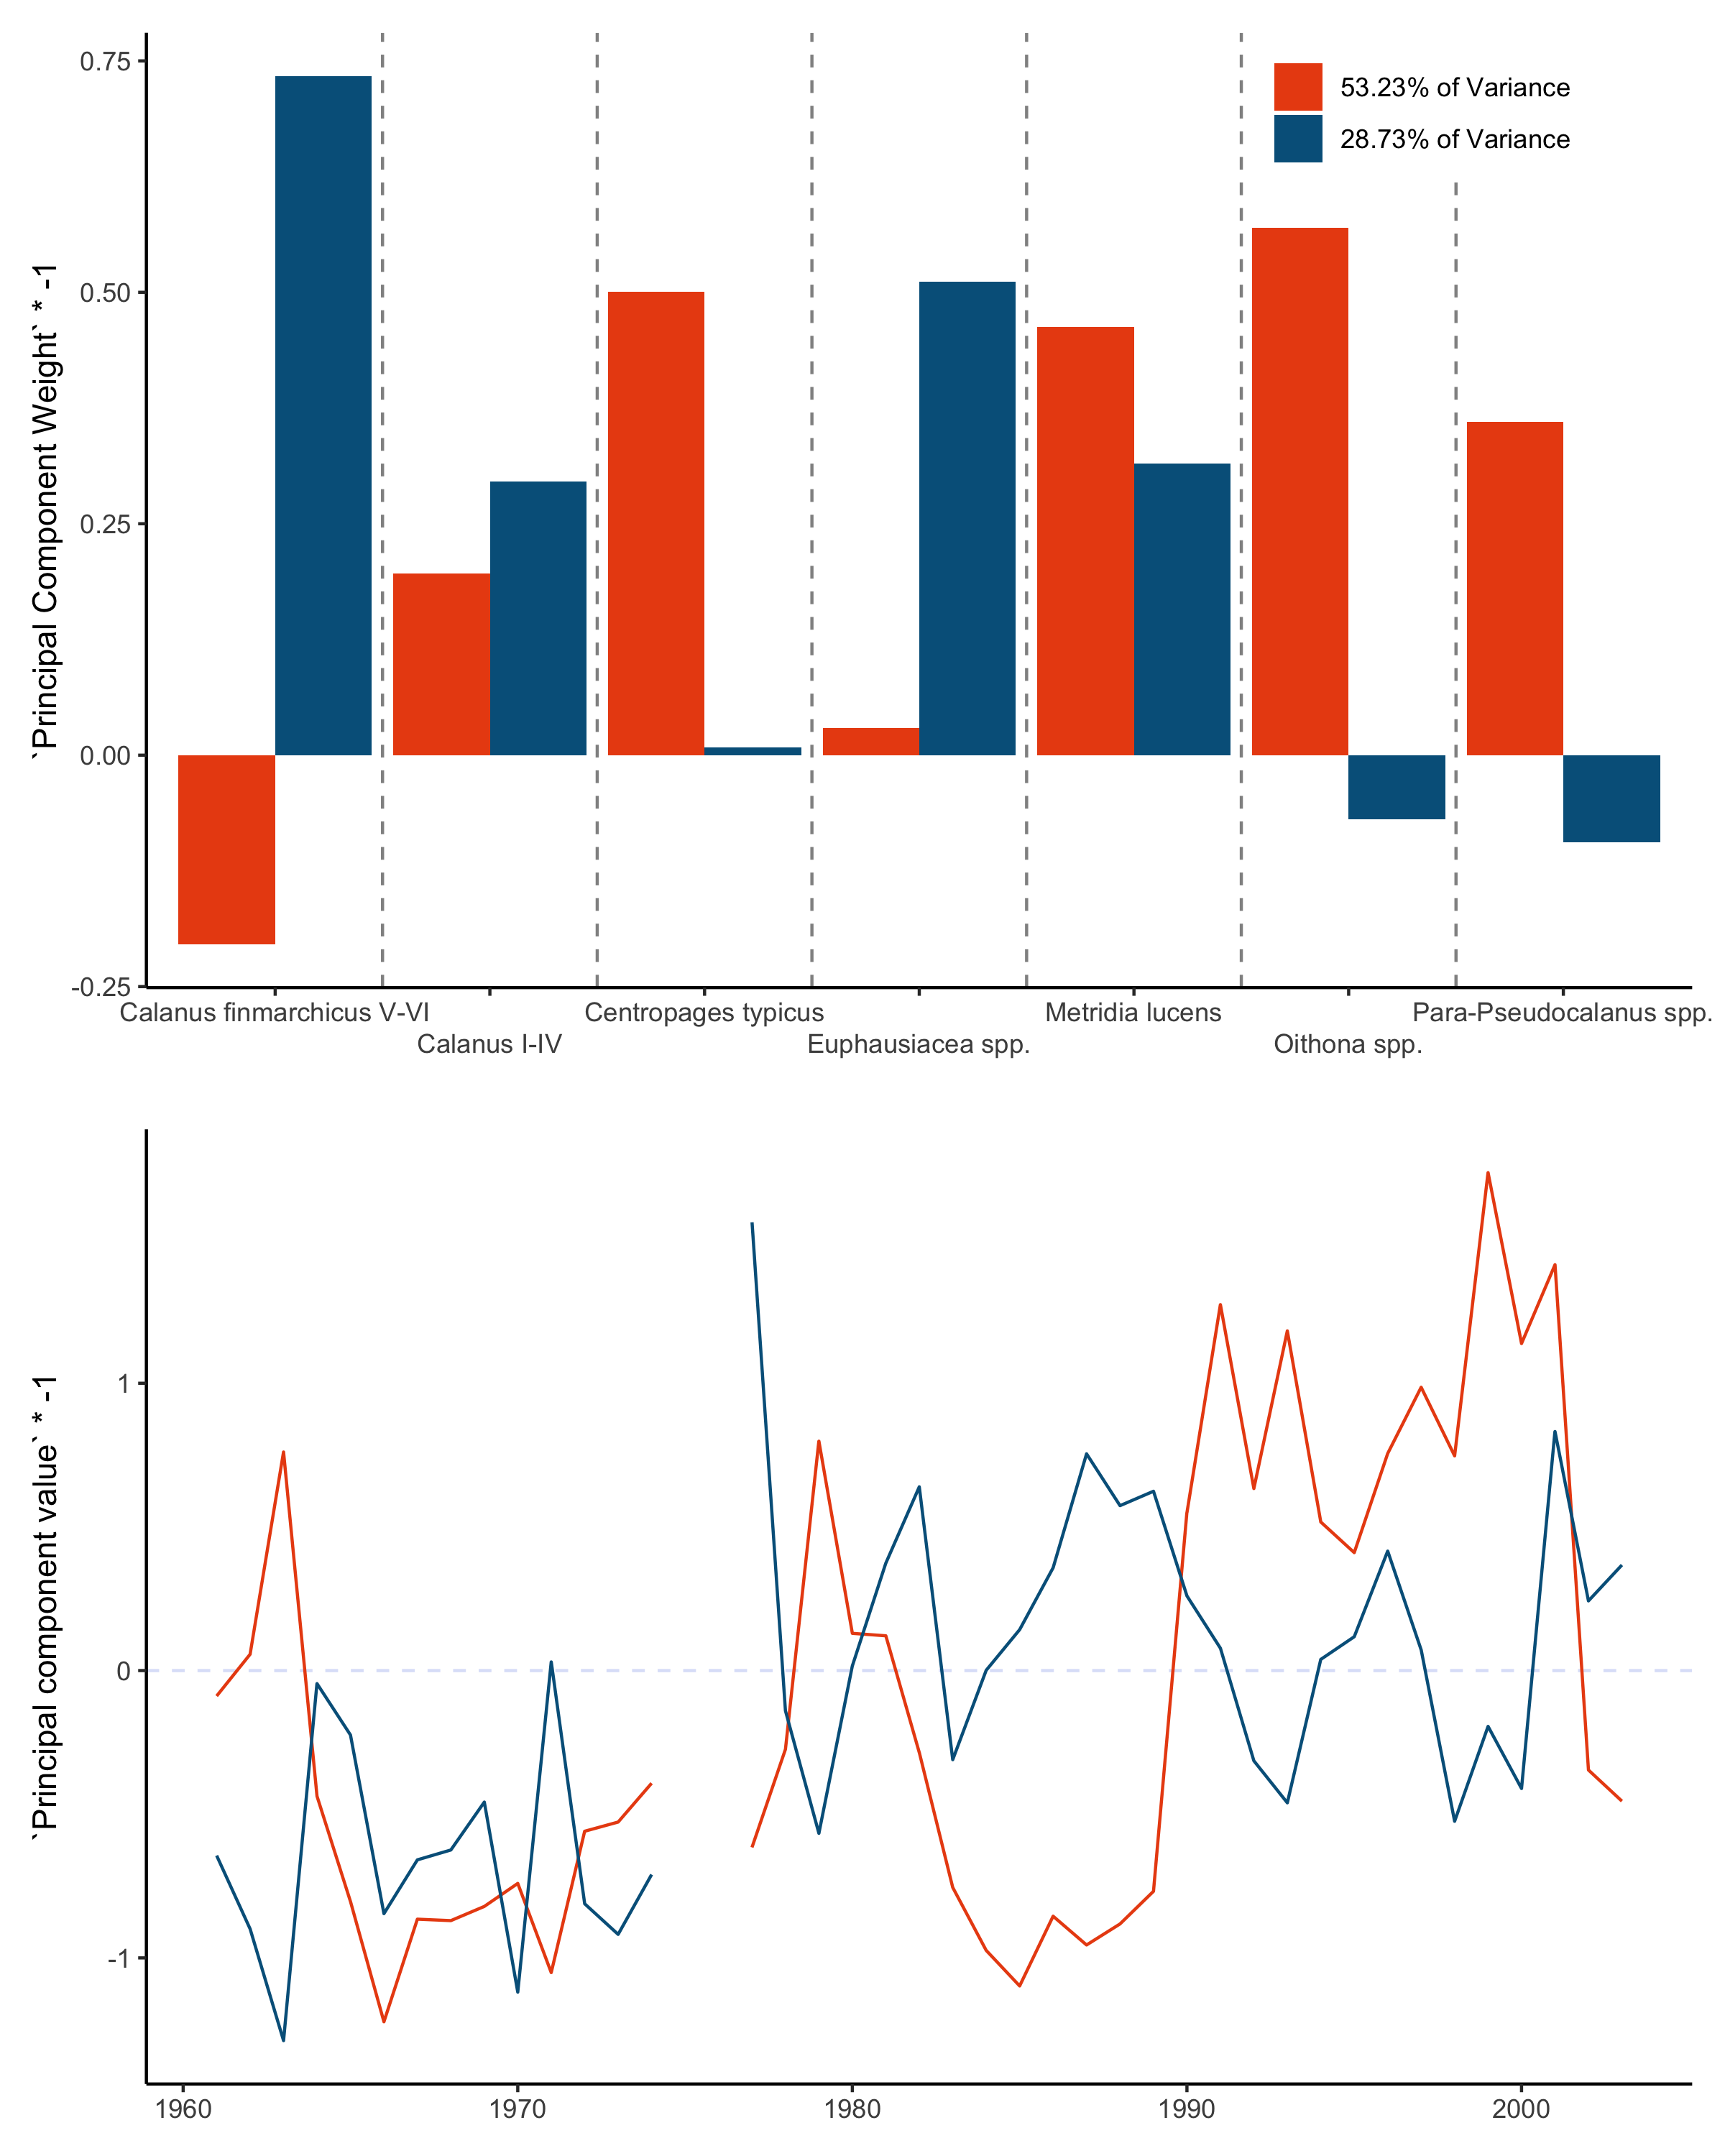 `Principal Component Weight` * -1
0.75
0.50
0.25
0.00
-0.25
53.23% of Variance
28.73% of Variance
Calanus finmarchicus V-VI
Calanus I-IV
Centropages typicus
Euphausiacea spp.
Metridia lucens
Oithona spp.
Para-Pseudocalanus spp.
`Principal component value` * -1
1
0
-1
1960
1970
1980
1990
2000